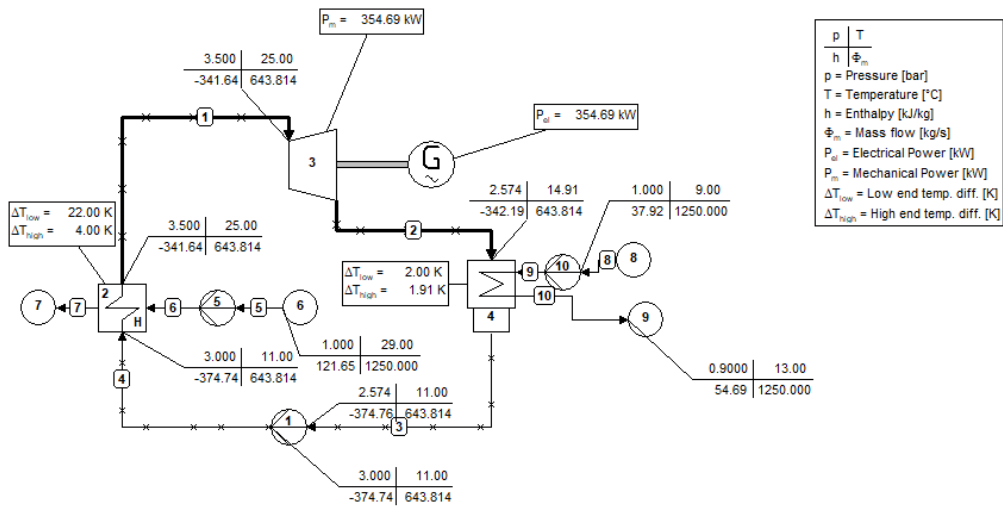 P_m = 354.69 kW
3.500 25.00
-341.64 643.814
1
3
G
~
P_el = 354.69 kW
p T
h Φ_m
p = Pressure [bar]
T = Temperature [°C]
h = Enthalpy [kJ/kg]
Φ_m = Mass flow [kg/s]
P_el = Electrical Power [kW]
P_m = Mechanical Power [kW]
ΔT_low = Low end temp. diff. [K]
ΔT_high = High end temp. diff. [K]
2.574 14.91
-342.19 643.814
1.000 9.00
37.92 1250.000
ΔT_low = 22.00 K
ΔT_high = 4.00 K
3.500 25.00
-341.64 643.814
2
ΔT_low = 2.00 K
ΔT_high = 1.91 K
9
10
8
8
10
4
9
2
H
7
7
6
5
5
6
1.000 29.00
121.65 1250.000
3.000 11.00
-374.74 643.814
4
0.9000 13.00
54.69 1250.000
2.574 11.00
-374.76 643.814
1
3
3.000 11.00
-374.74 643.814